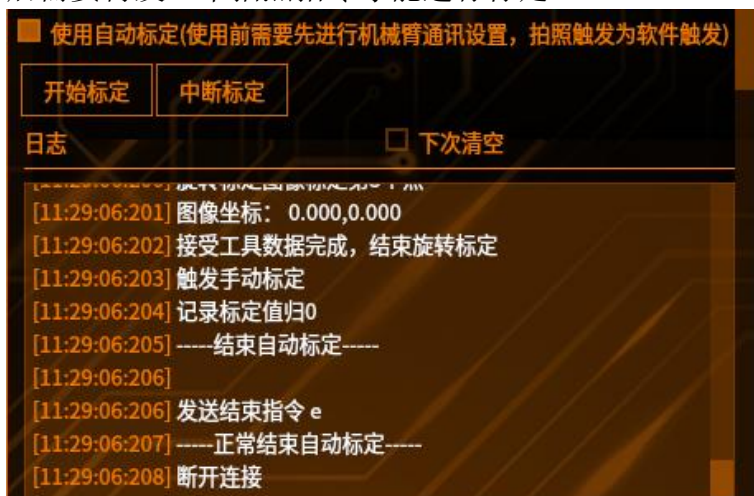 使用自动标定(使用前需要先进行机械臂通讯设置，拍照触发为软件触发)
开始标定 中断标定
日志 下次清空
[11:29:06:201] 图像坐标： 0.000,0.000
[11:29:06:202] 接受工具数据完成，结束旋转标定
[11:29:06:203] 触发手动标定
[11:29:06:204] 记录标定值归0
[11:29:06:205] -----结束自动标定-----
[11:29:06:206]
[11:29:06:206] 发送结束指令 e
[11:29:06:207] -----正常结束自动标定-----
[11:29:06:208] 断开连接